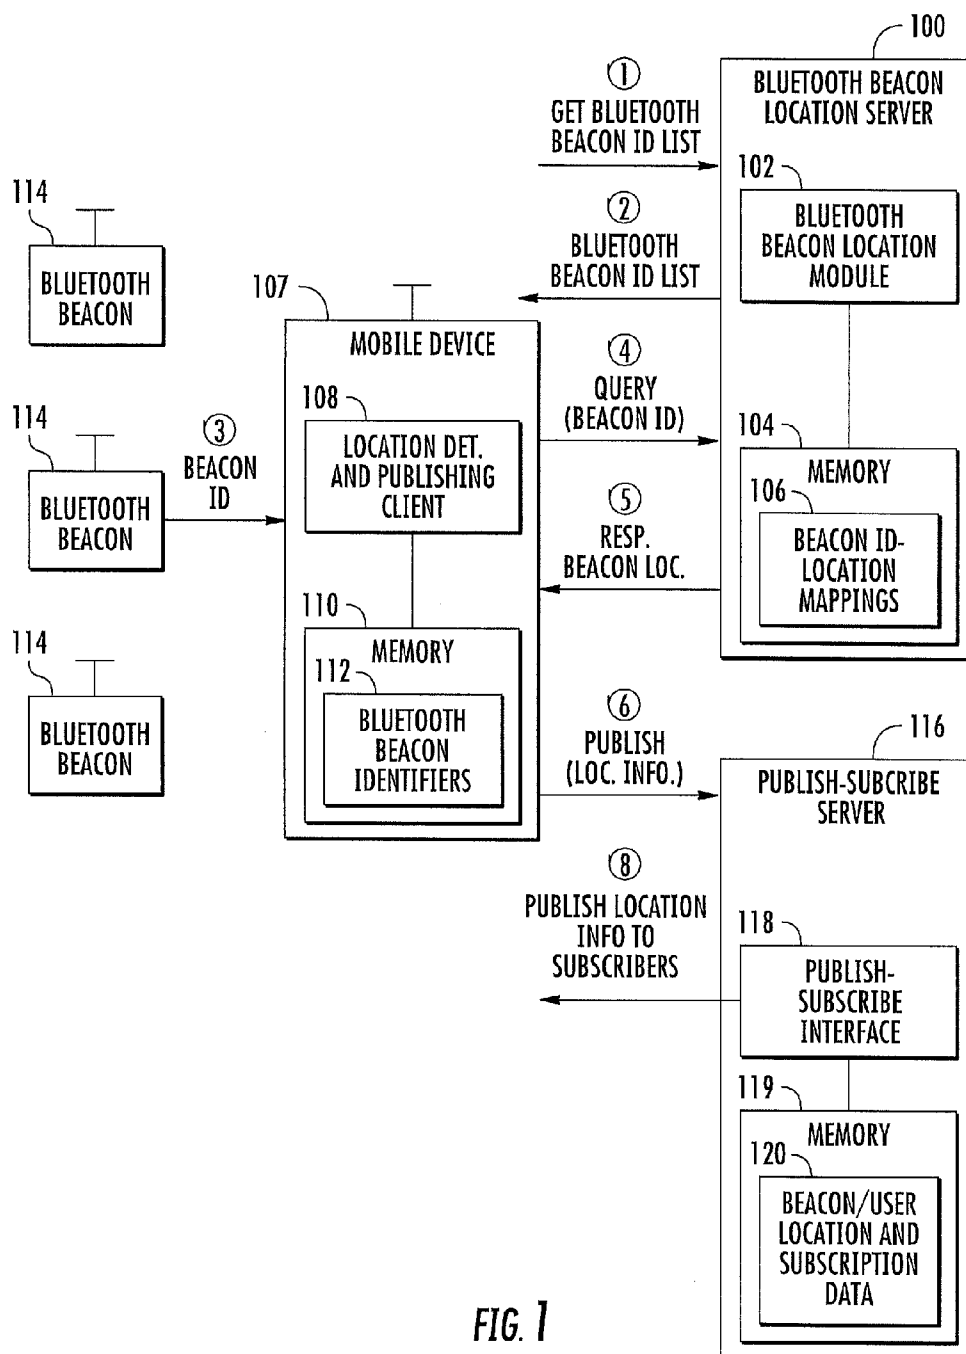 100
BLUETOOTH BEACON
LOCATION SERVER
①
GET BLUETOOTH
BEACON ID LIST
102
BLUETOOTH
BEACON LOCATION
MODULE
②
BLUETOOTH
BEACON ID LIST
114
BLUETOOTH
BEACON
107
MOBILE DEVICE
108
LOCATION DET.
AND PUBLISHING
CLIENT
④
QUERY
(BEACON ID)
104
MEMORY
106
BEACON ID-
LOCATION
MAPPINGS
114
BLUETOOTH
BEACON
③
BEACON
ID
⑤
RESP.
BEACON LOC.
110
MEMORY
112
BLUETOOTH
BEACON
IDENTIFIERS
114
BLUETOOTH
BEACON
⑥
PUBLISH
(LOC. INFO.)
116
PUBLISH-SUBCRIBE
SERVER
⑧
PUBLISH LOCATION
INFO TO
SUBSCRIBERS
118
PUBLISH-
SUBSCRIBE
INTERFACE
119
MEMORY
120
BEACON/USER
LOCATION AND
SUBSCRIPTION
DATA
FIG. 1